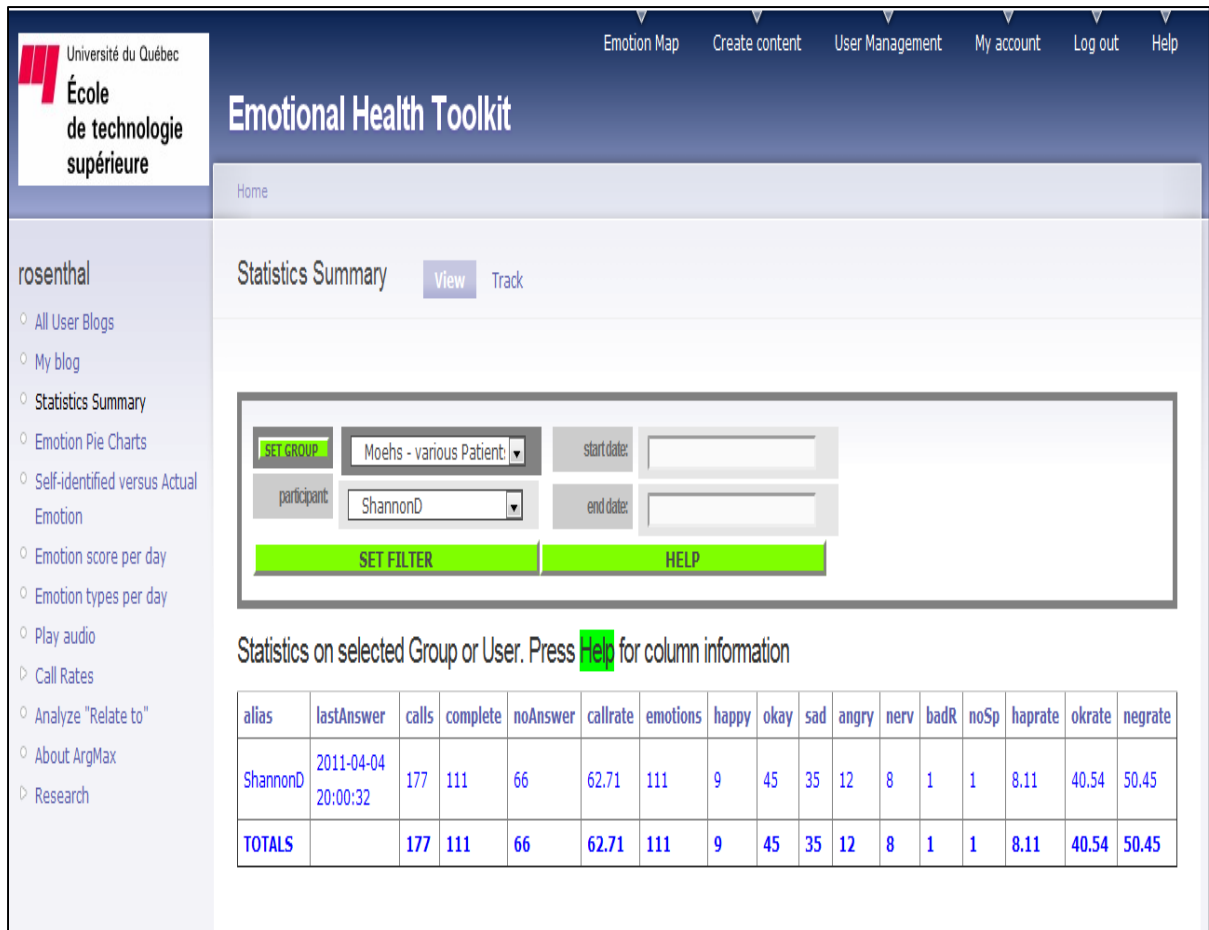 Université du Québec
École
de technologie
supérieure
Emotion Map Create content User Management My account Log out Help
Emotional Health Toolkit
Home
rosenthal
All User Blogs
My blog
Statistics Summary
Emotion Pie Charts
Self-identified versus Actual
Emotion
Emotion score per day
Emotion types per day
Play audio
Call Rates
Analyze "Relate to"
About ArgMax
Research
Statistics Summary View Track
SET GROUP Moehs - various Patient: start date:
participant: ShannonD end date:
SET FILTER HELP
Statistics on selected Group or User. Press Help for column information
alias lastAnswer calls complete noAnswer callrate emotions happy okay sad angry nerv badR noSp haprate okrate negrate
ShannonD 2011-04-04 20:00:32 177 111 66 62.71 111 9 45 35 12 8 1 1 8.11 40.54 50.45
TOTALS 177 111 66 62.71 111 9 45 35 12 8 1 1 8.11 40.54 50.45